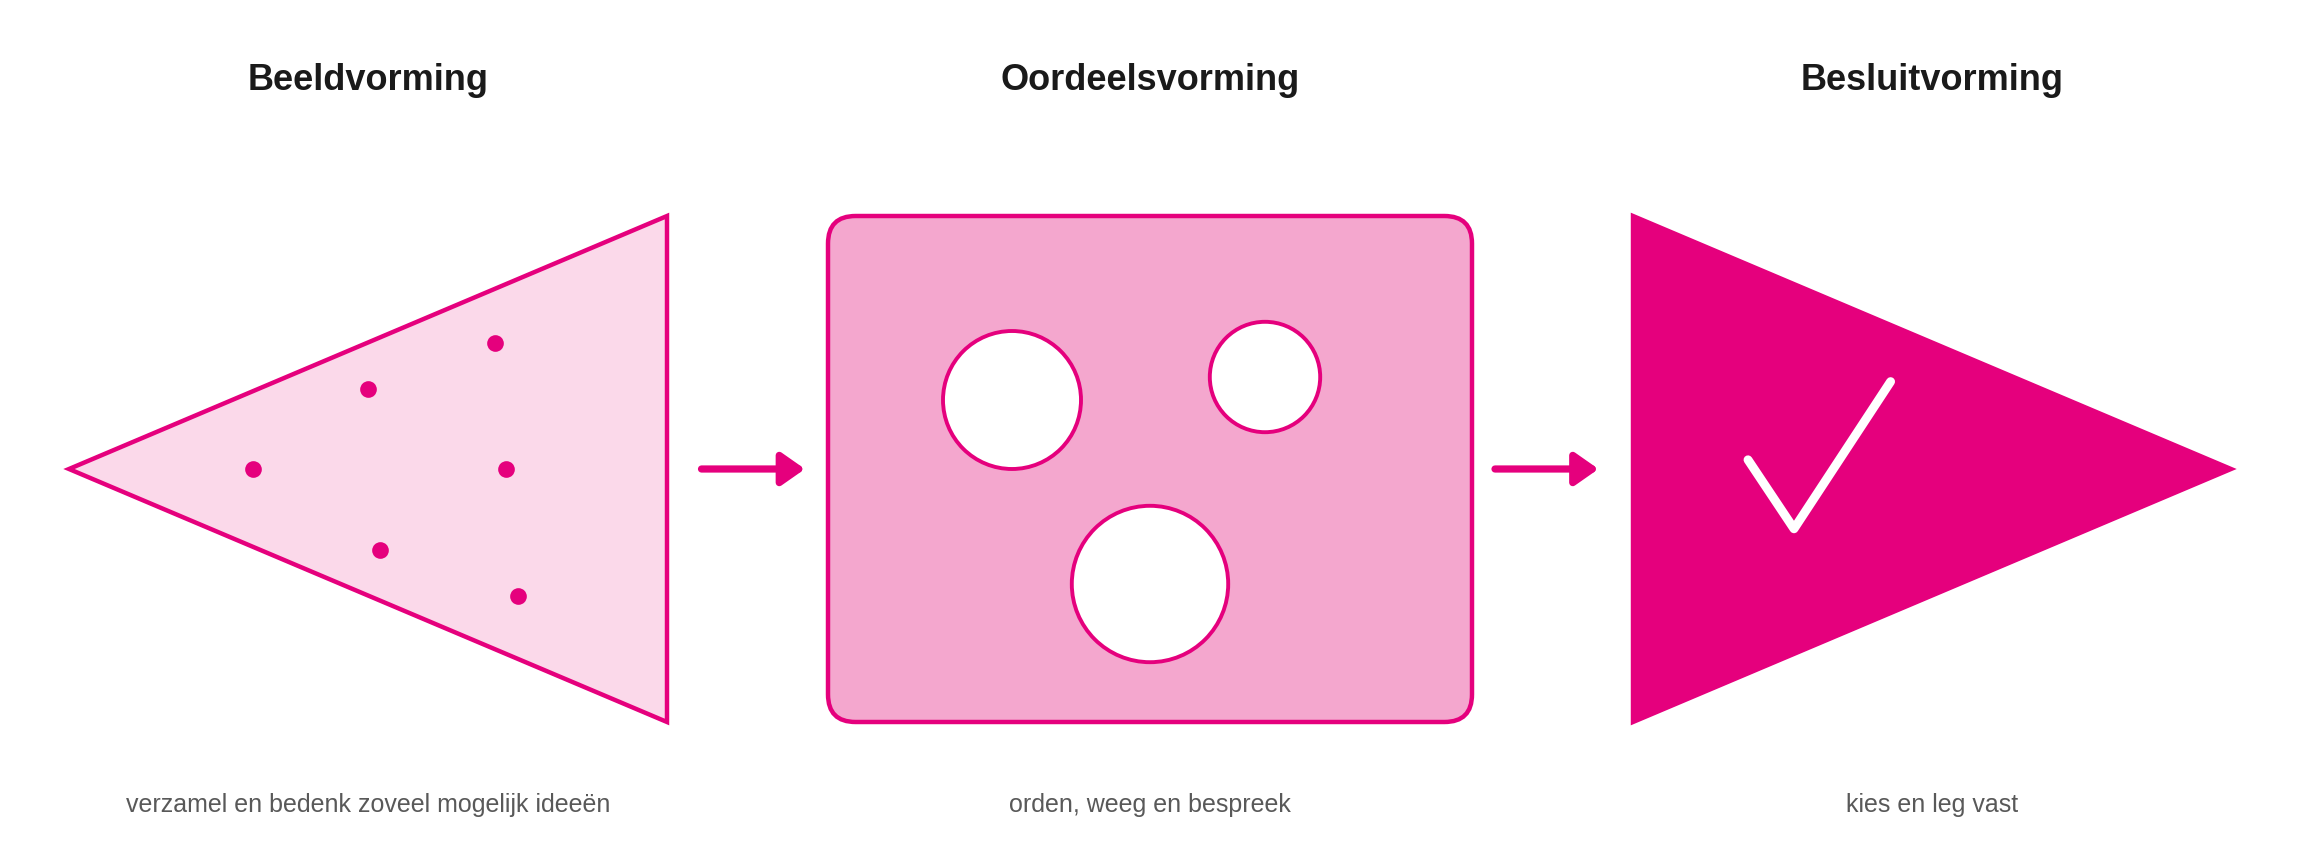 Beeldvorming
Oordeelsvorming
Besluitvorming
verzamel en bedenk zoveel mogelijk ideeën
orden, weeg en bespreek
kies en leg vast